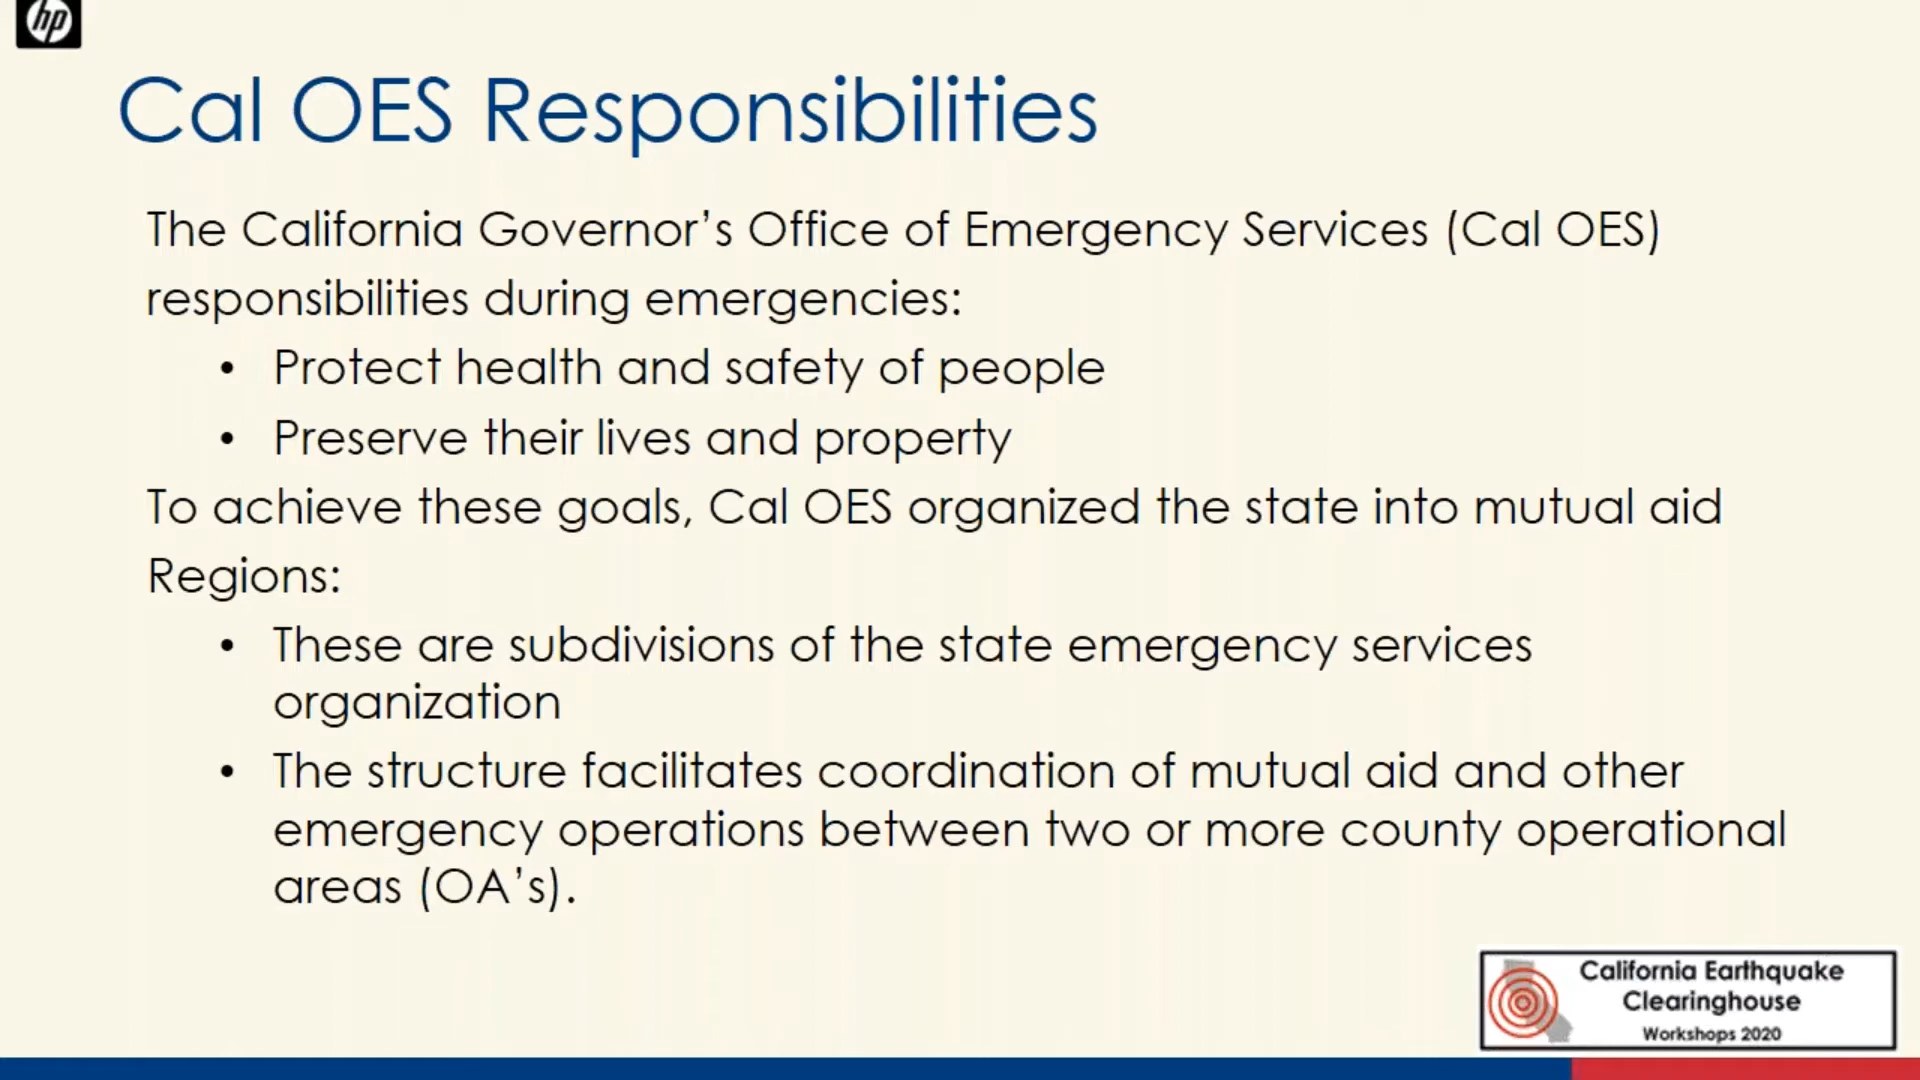 hp
Cal OES Responsibilities
The California Governor’s Office of Emergency Services (Cal OES)
responsibilities during emergencies:
• Protect health and safety of people
• Preserve their lives and property
To achieve these goals, Cal OES organized the state into mutual aid
Regions:
• These are subdivisions of the state emergency services
organization
• The structure facilitates coordination of mutual aid and other
emergency operations between two or more county operational
areas (OA’s).
California Earthquake
Clearinghouse
Workshops 2020